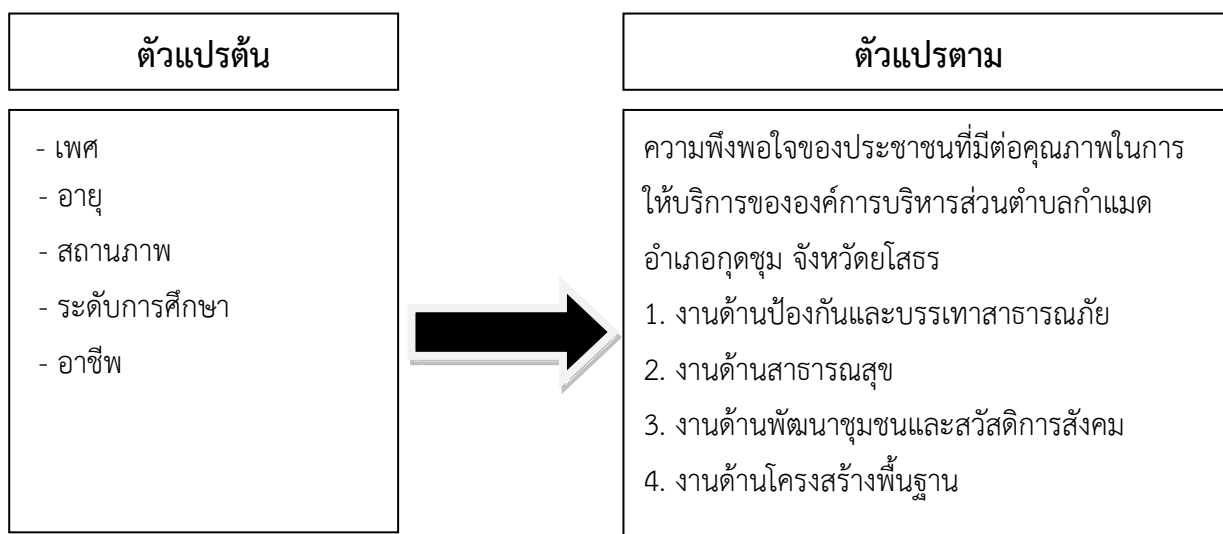 ตัวแปรต้น
- เพศ
- อายุ
- สถานภาพ
- ระดับการศึกษา
- อาชีพ
ตัวแปรตาม
ความพึงพอใจของประชาชนที่มีต่อคุณภาพในการ
ให้บริการขององค์การบริหารส่วนตำบลกำแมด
อำเภอกุดชุม จังหวัดยโสธร
1. งานด้านป้องกันและบรรเทาสาธารณภัย
2. งานด้านสาธารณสุข
3. งานด้านพัฒนาชุมชนและสวัสดิการสังคม
4. งานด้านโครงสร้างพื้นฐาน